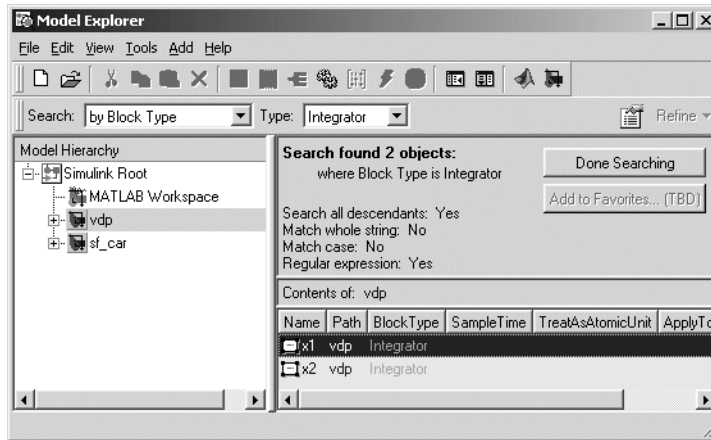 Model Explorer
File Edit View Tools Add Help
Search: by Block Type Type: Integrator Refine
Model Hierarchy
Simulink Root
MATLAB Workspace
vdp
sf_car
Search found 2 objects:
where Block Type is Integrator
Search all descendants: Yes
Match whole string: No
Match case: No
Regular expression: Yes
Done Searching
Add to Favorites... (TBD)
Contents of: vdp
Name Path BlockType SampleTime TreatAsAtomicUnit ApplyTo
x1 vdp Integrator
x2 vdp Integrator